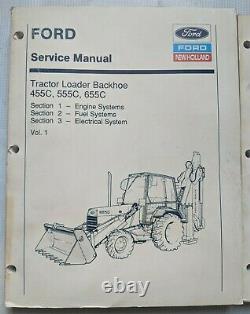 FORD
Ford
FORD
NEW HOLLAND
Service Manual
Tractor Loader Backhoe
455C, 555C, 655C
Section 1 – Engine Systems
Section 2 – Fuel Systems
Section 3 – Electrical System
Vol. 1